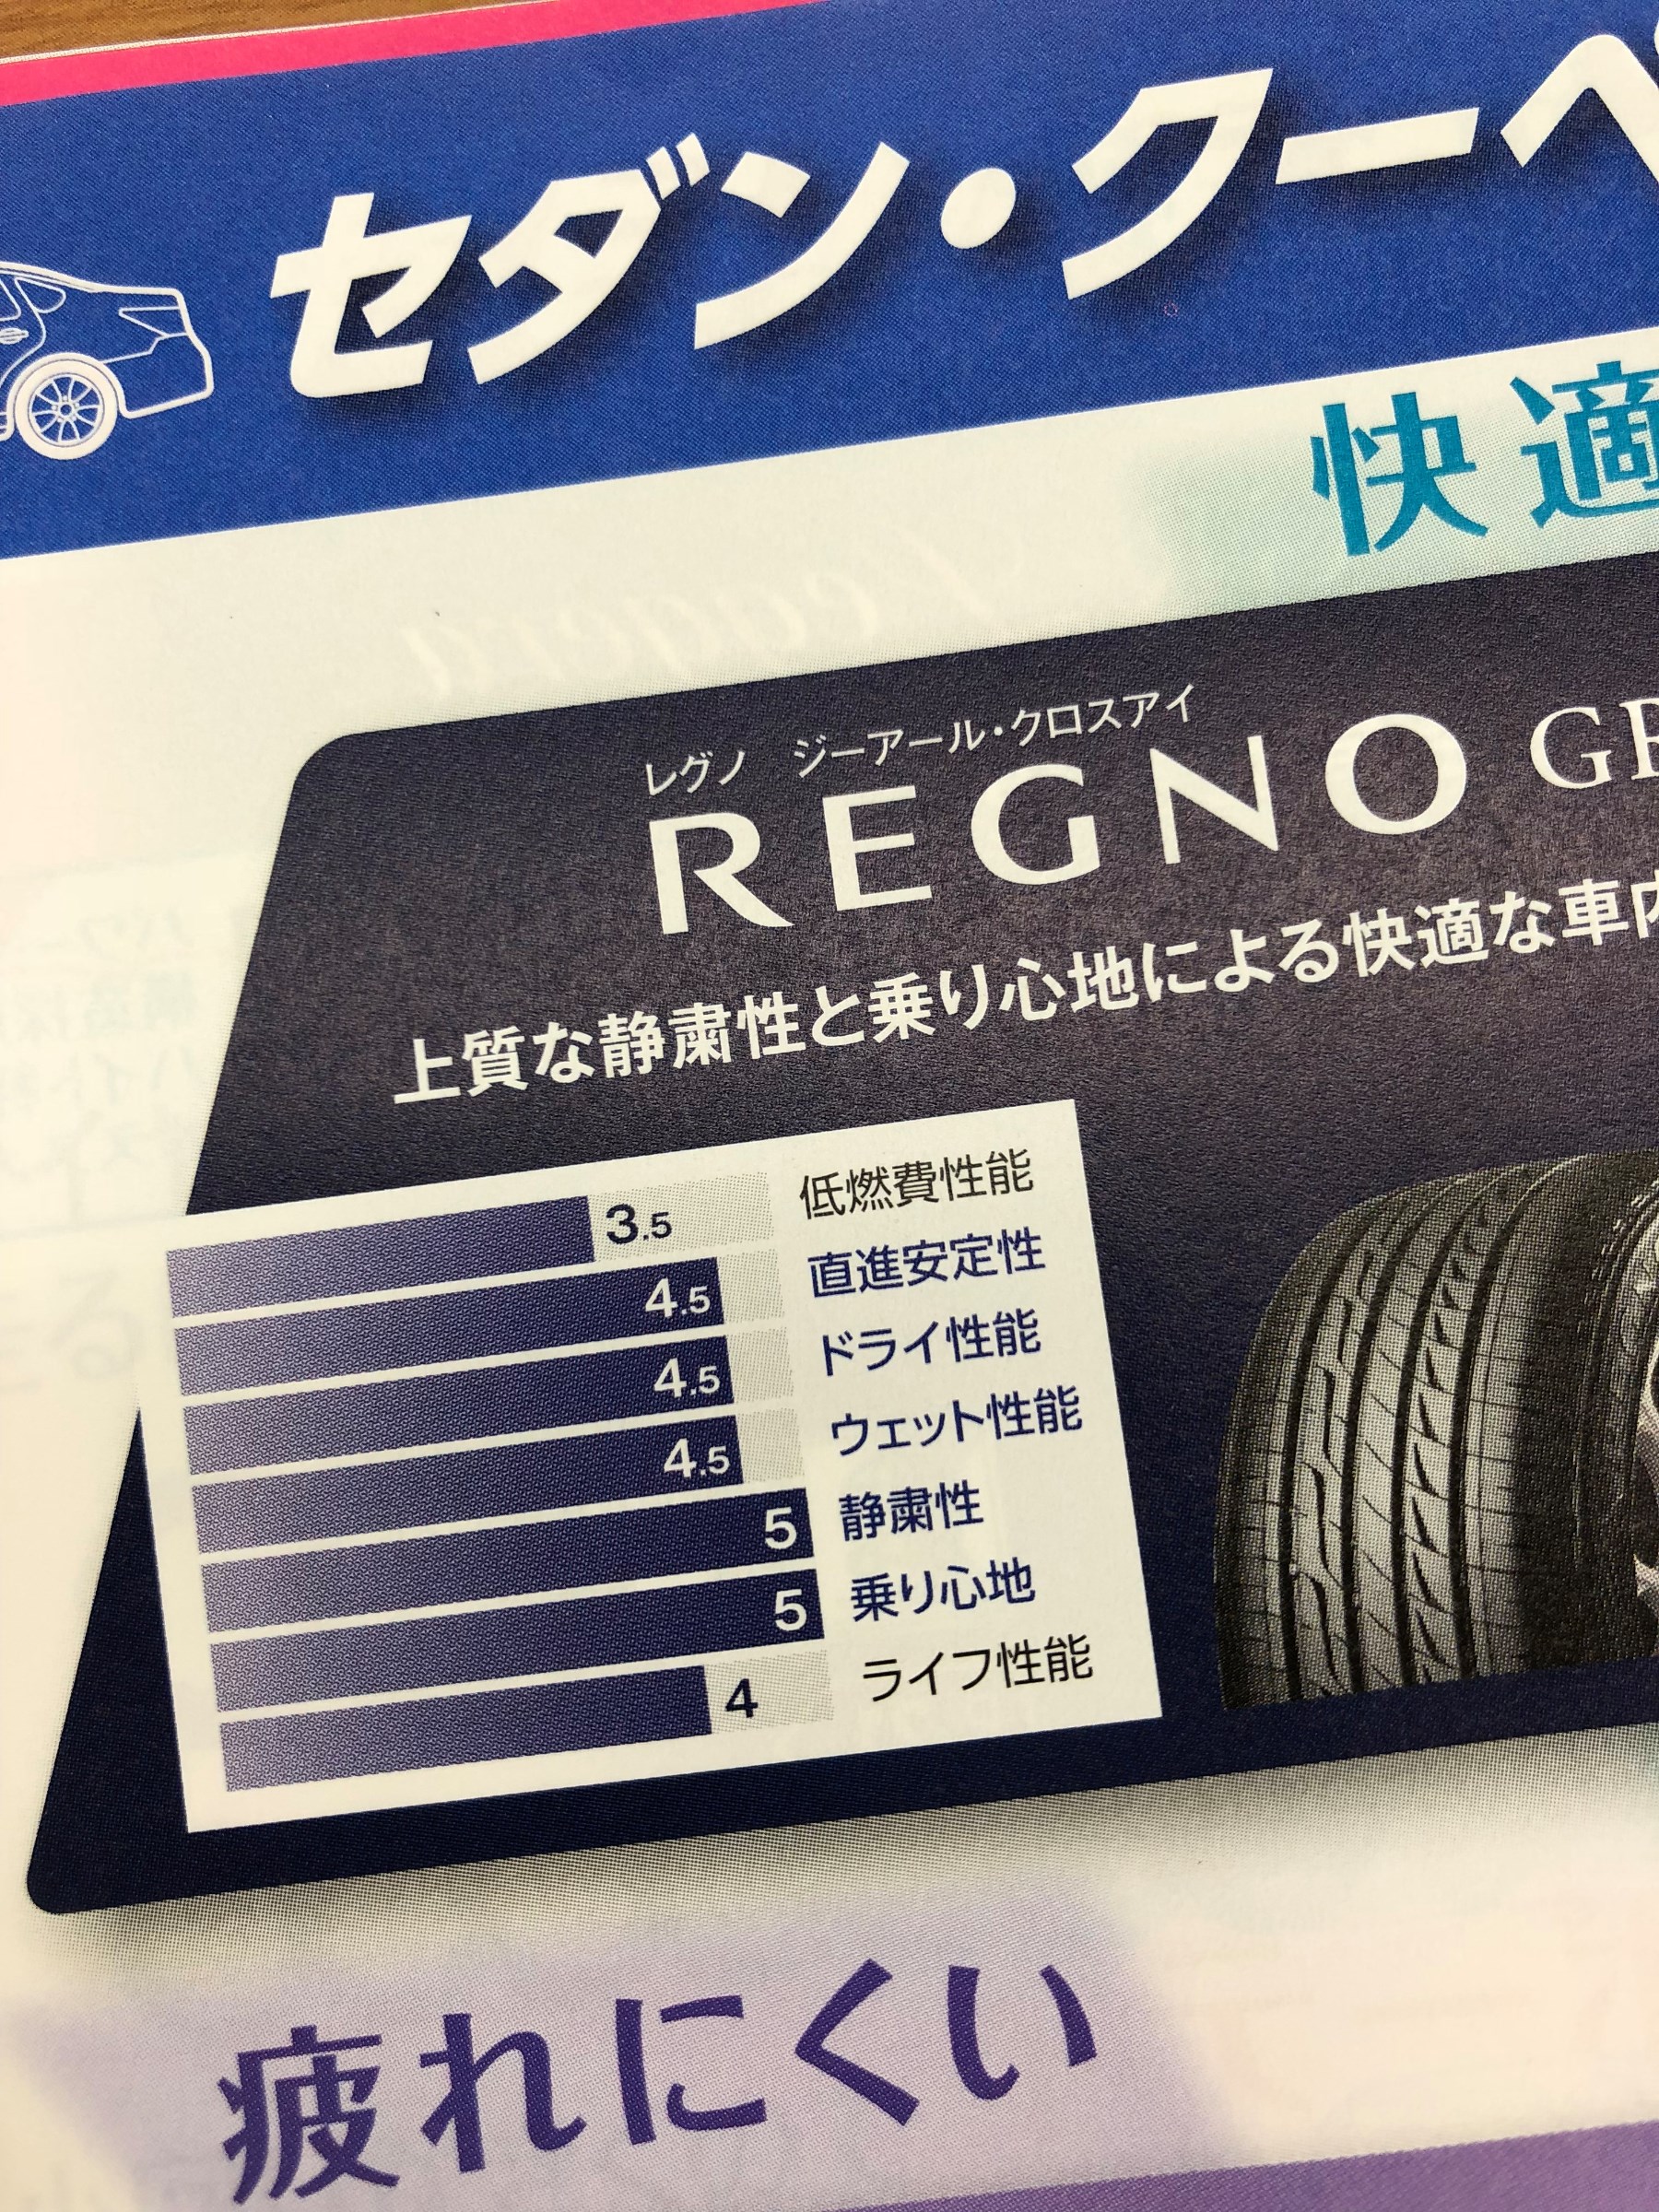 セダン・クー
快適
レグノ ジーアール・クロスアイ
REGNO
上質な静粛性と乗り心地による快適な車内
3.5 低燃費性能
4.5 直進安定性
4.5 ドライ性能
4.5 ウェット性能
5 静粛性
5 乗り心地
4 ライフ性能
疲れにくい